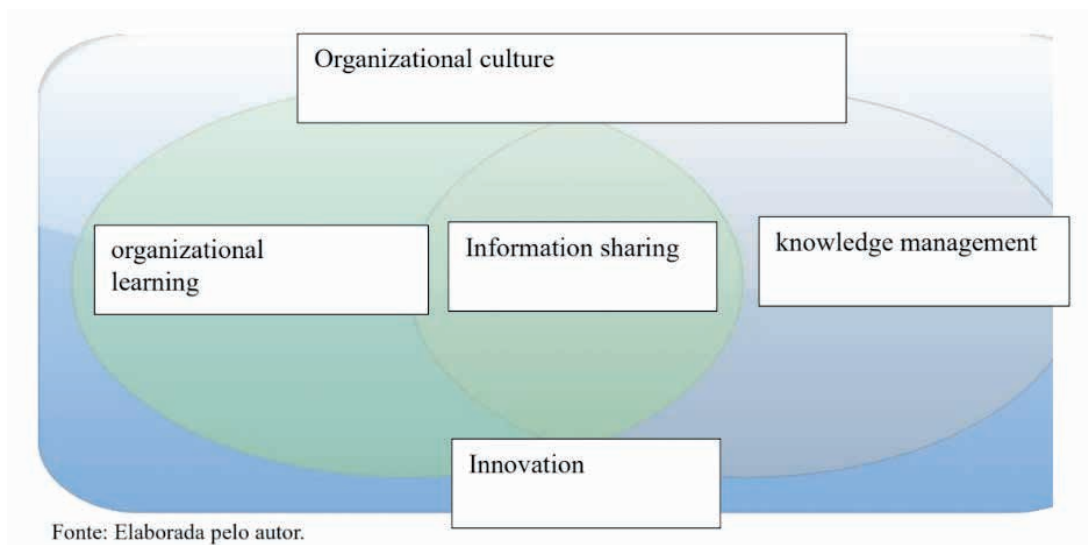 Organizational culture
organizational
learning
Information sharing
knowledge management
Innovation
Fonte: Elaborada pelo autor.